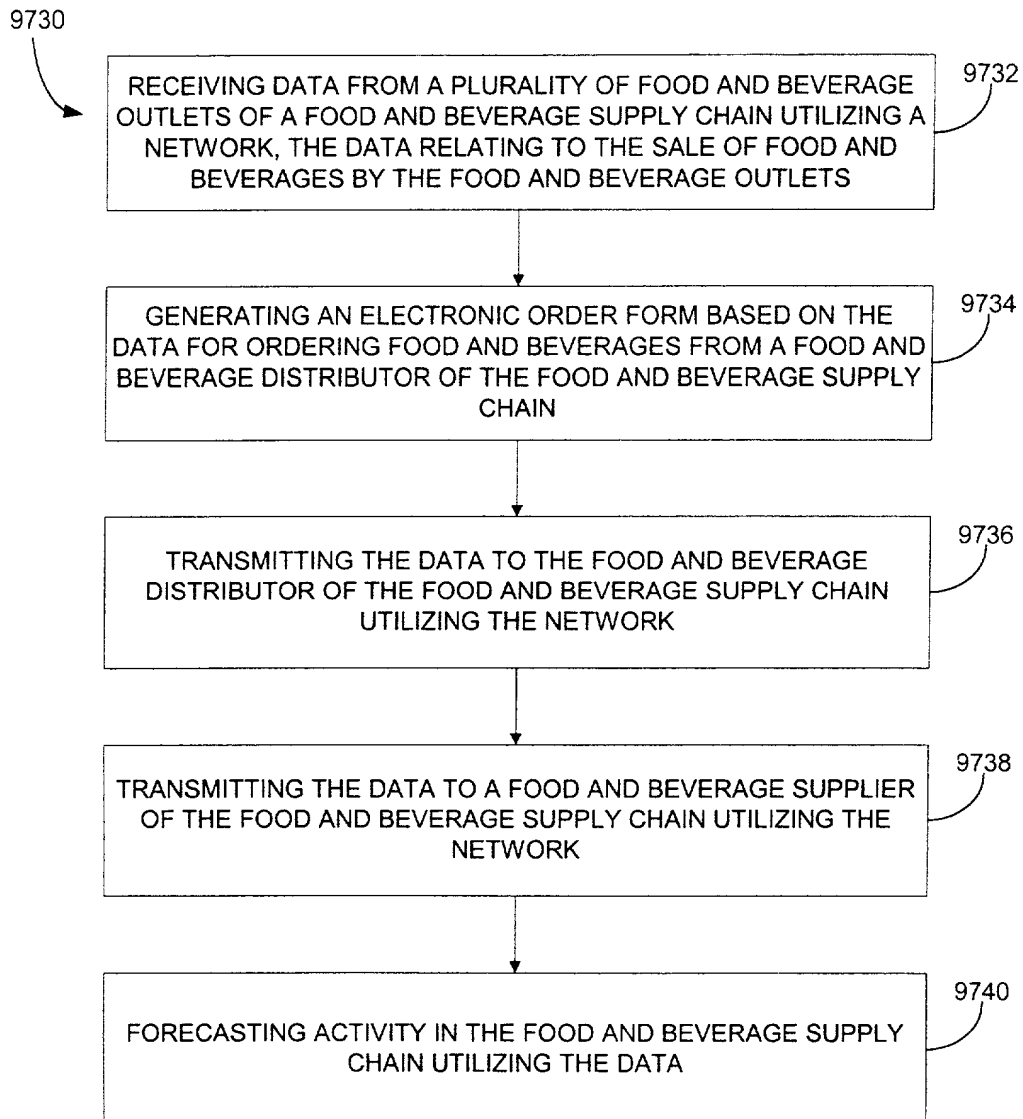 9730
9732
RECEIVING DATA FROM A PLURALITY OF FOOD AND BEVERAGE
OUTLETS OF A FOOD AND BEVERAGE SUPPLY CHAIN UTILIZING A
NETWORK, THE DATA RELATING TO THE SALE OF FOOD AND
BEVERAGES BY THE FOOD AND BEVERAGE OUTLETS
9734
GENERATING AN ELECTRONIC ORDER FORM BASED ON THE
DATA FOR ORDERING FOOD AND BEVERAGES FROM A FOOD AND
BEVERAGE DISTRIBUTOR OF THE FOOD AND BEVERAGE SUPPLY
CHAIN
9736
TRANSMITTING THE DATA TO THE FOOD AND BEVERAGE
DISTRIBUTOR OF THE FOOD AND BEVERAGE SUPPLY CHAIN
UTILIZING THE NETWORK
9738
TRANSMITTING THE DATA TO A FOOD AND BEVERAGE SUPPLIER
OF THE FOOD AND BEVERAGE SUPPLY CHAIN UTILIZING THE
NETWORK
9740
FORECASTING ACTIVITY IN THE FOOD AND BEVERAGE SUPPLY
CHAIN UTILIZING THE DATA